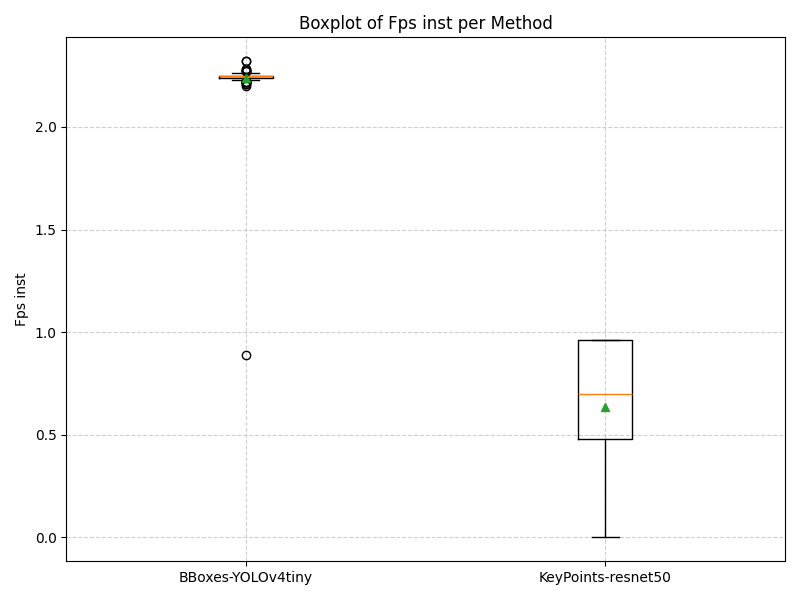 Boxplot of Fps inst per Method
Fps inst
2.0
1.5
1.0
0.5
0.0
BBoxes-YOLOv4tiny
KeyPoints-resnet50